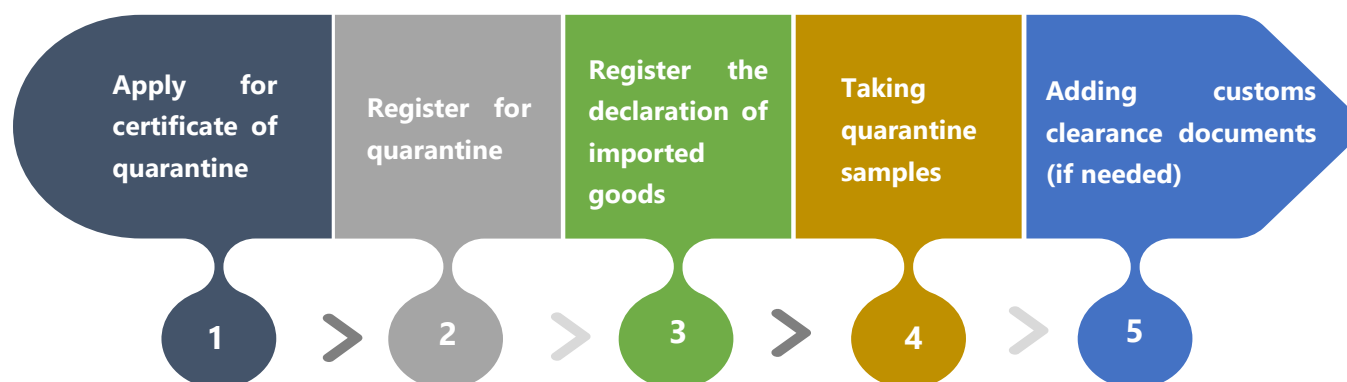 Apply for
certificate of
quarantine
Register for
quarantine
Register the
declaration of
imported
goods
Taking
quarantine
samples
Adding customs
clearance documents
(if needed)
1
2
3
4
5